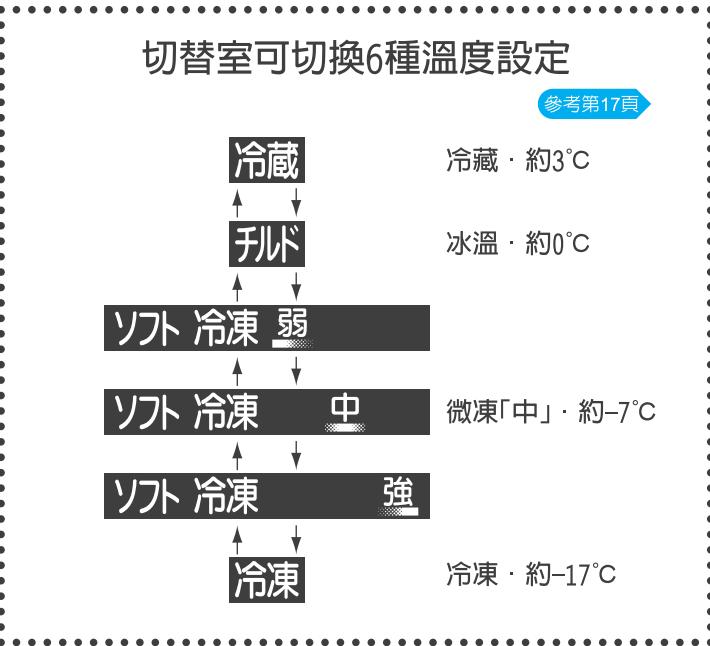 切替室可切換6種溫度設定
參考第17頁
冷蔵 冷藏・約3℃
チルド 冰溫・約0℃
ソフト 冷凍 弱
ソフト 冷凍 中 微凍「中」・約−7℃
ソフト 冷凍 強
冷凍 冷凍・約−17℃